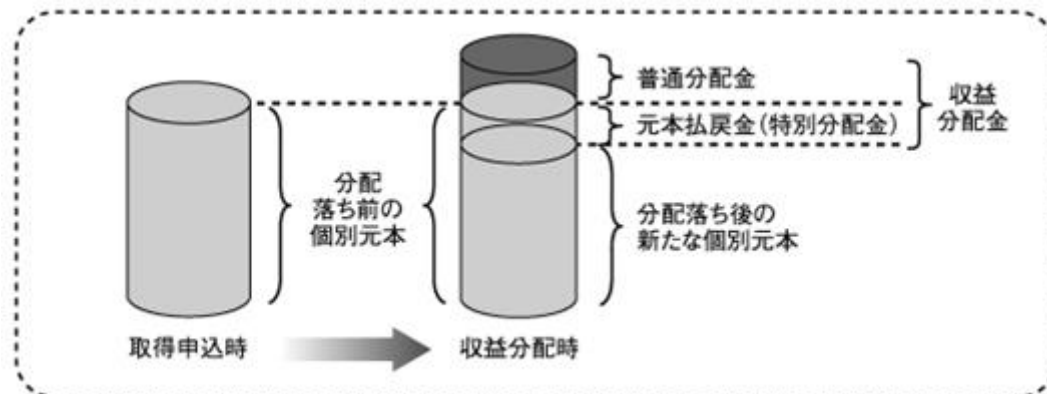 普通分配金
元本払戻金(特別分配金)
収益
分配金
分配
落ち前の
個別元本
分配落ち後の
新たな個別元本
取得申込時
収益分配時